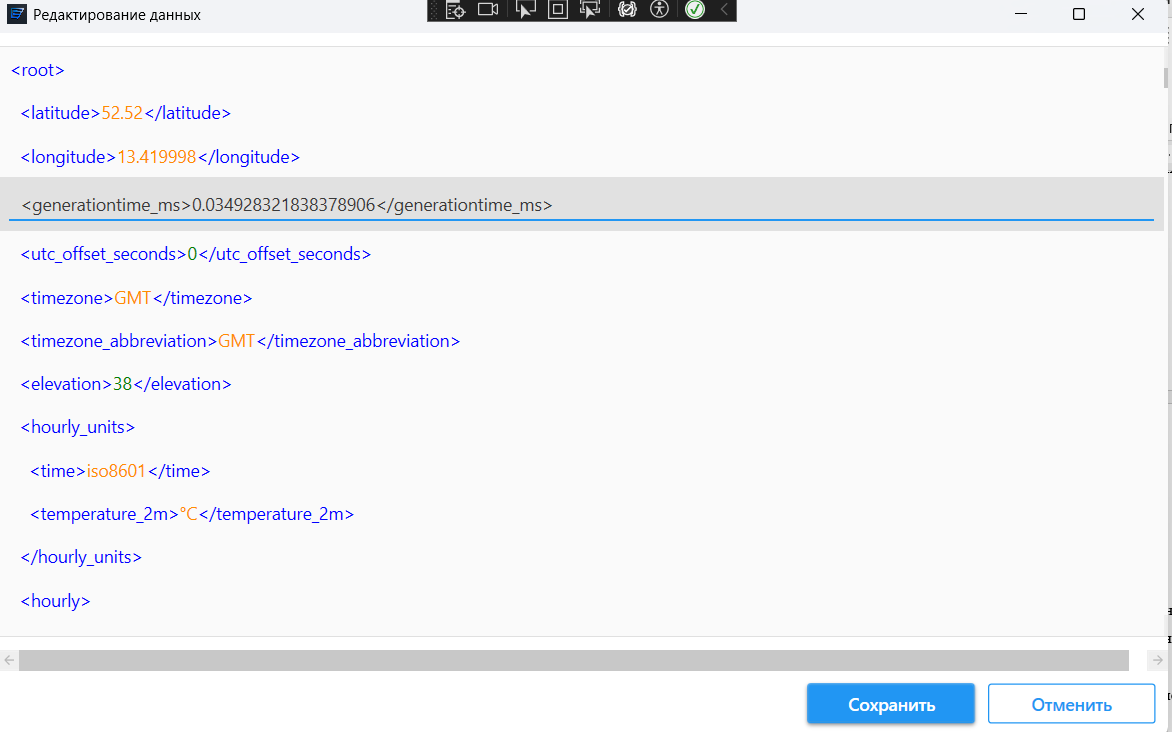 Редактирование данных
<root>
<latitude>52.52</latitude>
<longitude>13.419998</longitude>
<generationtime_ms>0.034928321838378906</generationtime_ms>
<utc_offset_seconds>0</utc_offset_seconds>
<timezone>GMT</timezone>
<timezone_abbreviation>GMT</timezone_abbreviation>
<elevation>38</elevation>
<hourly_units>
<time>iso8601</time>
<temperature_2m>°C</temperature_2m>
</hourly_units>
<hourly>
Сохранить
Отменить